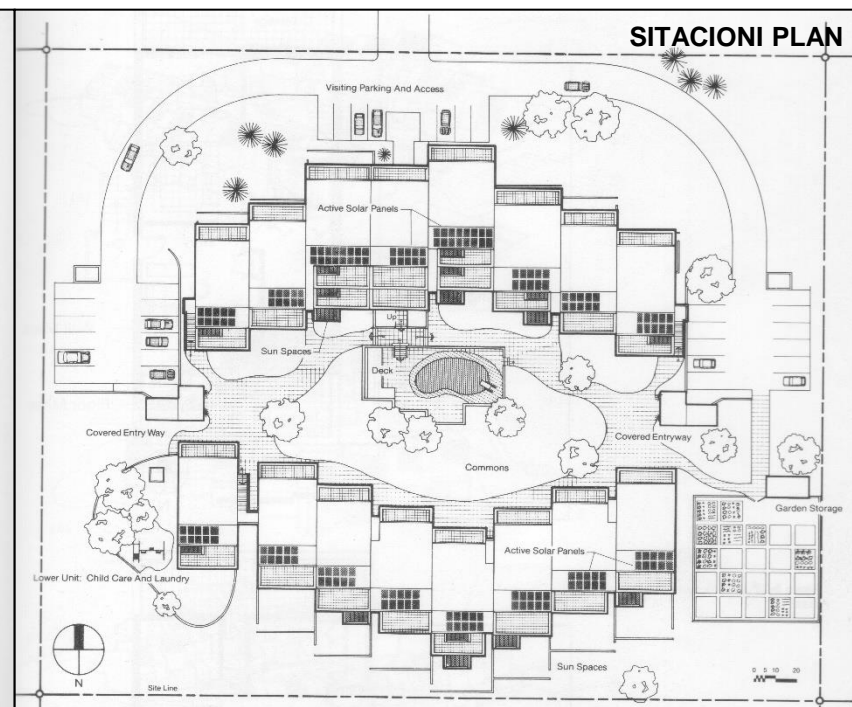 SITACIONI PLAN
Visiting Parking And Access
Active Solar Panels
Up
Sun Spaces
Deck
Covered Entry Way
Covered Entryway
Commons
Garden Storage
Active Solar Panels
Lower Unit: Child Care And Laundry
Sun Spaces
N
Site Line
0 5 10 20